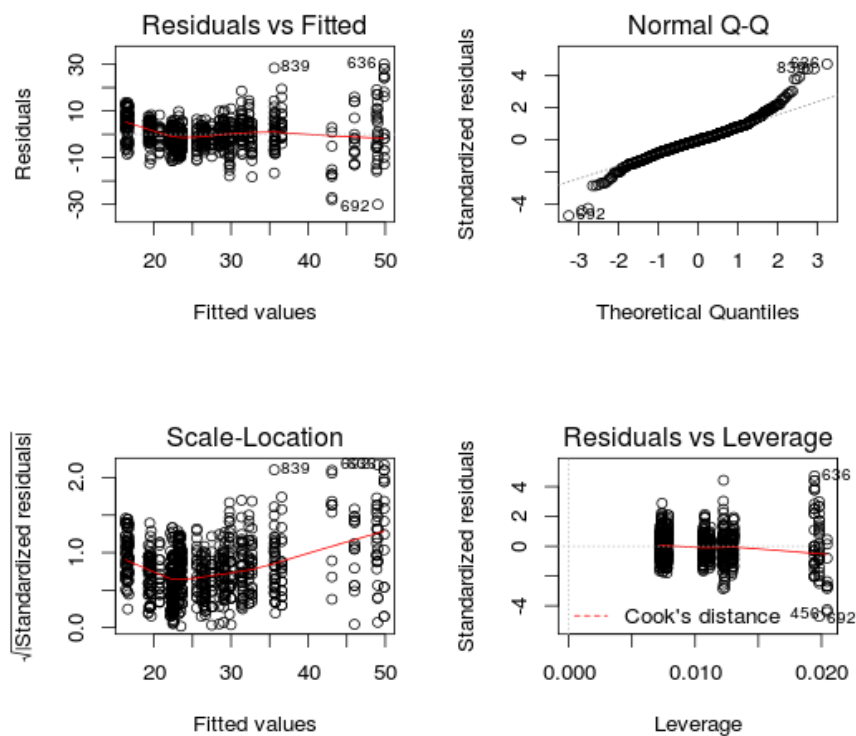 Residuals vs Fitted
Residuals
30
10
-10
-30
839
636
692
20 30 40 50
Fitted values
Normal Q-Q
Standardized residuals
4
2
0
-4
636
692
-3 -2 -1 0 1 2 3
Theoretical Quantiles
Scale-Location
√|Standardized residuals|
2.0
1.0
0.0
839
20 30 40 50
Fitted values
Residuals vs Leverage
Standardized residuals
4
2
0
-4
636
456
692
Cook's distance
0.000 0.010 0.020
Leverage